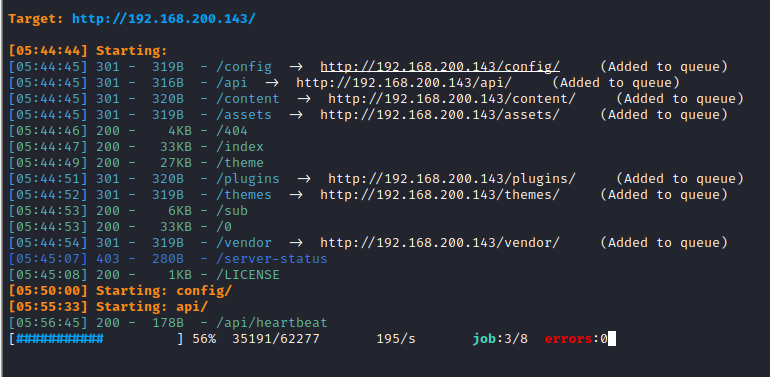 Target: http://192.168.200.143/
[05:44:44] Starting:
[05:44:45] 301 - 319B - /config -> http://192.168.200.143/config/ (Added to queue)
[05:44:45] 301 - 316B - /api -> http://192.168.200.143/api/ (Added to queue)
[05:44:45] 301 - 320B - /content -> http://192.168.200.143/content/ (Added to queue)
[05:44:45] 301 - 319B - /assets -> http://192.168.200.143/assets/ (Added to queue)
[05:44:46] 200 - 4KB - /404
[05:44:47] 200 - 33KB - /index
[05:44:49] 200 - 27KB - /theme
[05:44:51] 301 - 320B - /plugins -> http://192.168.200.143/plugins/ (Added to queue)
[05:44:52] 301 - 319B - /themes -> http://192.168.200.143/themes/ (Added to queue)
[05:44:53] 200 - 6KB - /sub
[05:44:53] 200 - 33KB - /0
[05:44:54] 301 - 319B - /vendor -> http://192.168.200.143/vendor/ (Added to queue)
[05:45:07] 403 - 280B - /server-status
[05:45:08] 200 - 1KB - /LICENSE
[05:50:00] Starting: config/
[05:55:33] Starting: api/
[05:56:45] 200 - 178B - /api/heartbeat
[########### ] 56% 35191/62277 195/s job:3/8 errors:0